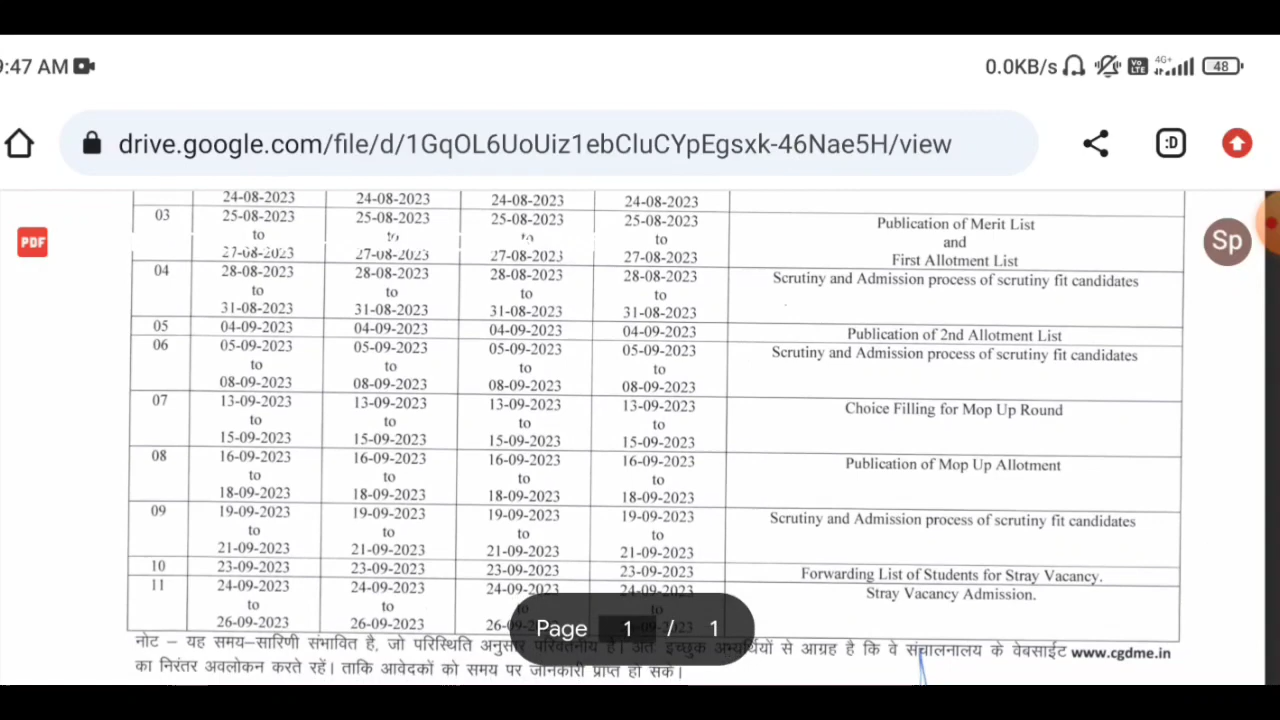 9:47 AM
0.0KB/s
4G+
Vo LTE
48
drive.google.com/file/d/1GqOL6UoUiz1ebCluCYpEgsxk-46Nae5H/view
:D
PDF
Sp
24-08-2023 24-08-2023 24-08-2023 24-08-2023
03 25-08-2023 25-08-2023 25-08-2023 25-08-2023 Publication of Merit List
to to to to and
27-08-2023 27-08-2023 27-08-2023 27-08-2023 First Allotment List
04 28-08-2023 28-08-2023 28-08-2023 28-08-2023 Scrutiny and Admission process of scrutiny fit candidates
to to to to
31-08-2023 31-08-2023 31-08-2023 31-08-2023
05 04-09-2023 04-09-2023 04-09-2023 04-09-2023 Publication of 2nd Allotment List
06 05-09-2023 05-09-2023 05-09-2023 05-09-2023 Scrutiny and Admission process of scrutiny fit candidates
to to to to
08-09-2023 08-09-2023 08-09-2023 08-09-2023
07 13-09-2023 13-09-2023 13-09-2023 13-09-2023 Choice Filling for Mop Up Round
to to to to
15-09-2023 15-09-2023 15-09-2023 15-09-2023
08 16-09-2023 16-09-2023 16-09-2023 16-09-2023 Publication of Mop Up Allotment
to to to to
18-09-2023 18-09-2023 18-09-2023 18-09-2023
09 19-09-2023 19-09-2023 19-09-2023 19-09-2023 Scrutiny and Admission process of scrutiny fit candidates
to to to to
21-09-2023 21-09-2023 21-09-2023 21-09-2023
10 23-09-2023 23-09-2023 23-09-2023 23-09-2023 Forwarding List of Students for Stray Vacancy.
11 24-09-2023 24-09-2023 24-09-2023 24-09-2023 Stray Vacancy Admission.
to to to to
26-09-2023 26-09-2023
Page 1 / 1
नोट – यह समय-सारिणी संभावित है, जो परिस्थिति अनुसार परिवर्तनीय है। अतः इच्छुक अभ्यर्थियों से आग्रह है कि वे संचालनालय के वेबसाईट www.cgdme.in
का निरंतर अवलोकन करते रहें। ताकि आवेदकों को समय पर जानकारी प्राप्त हो सके।